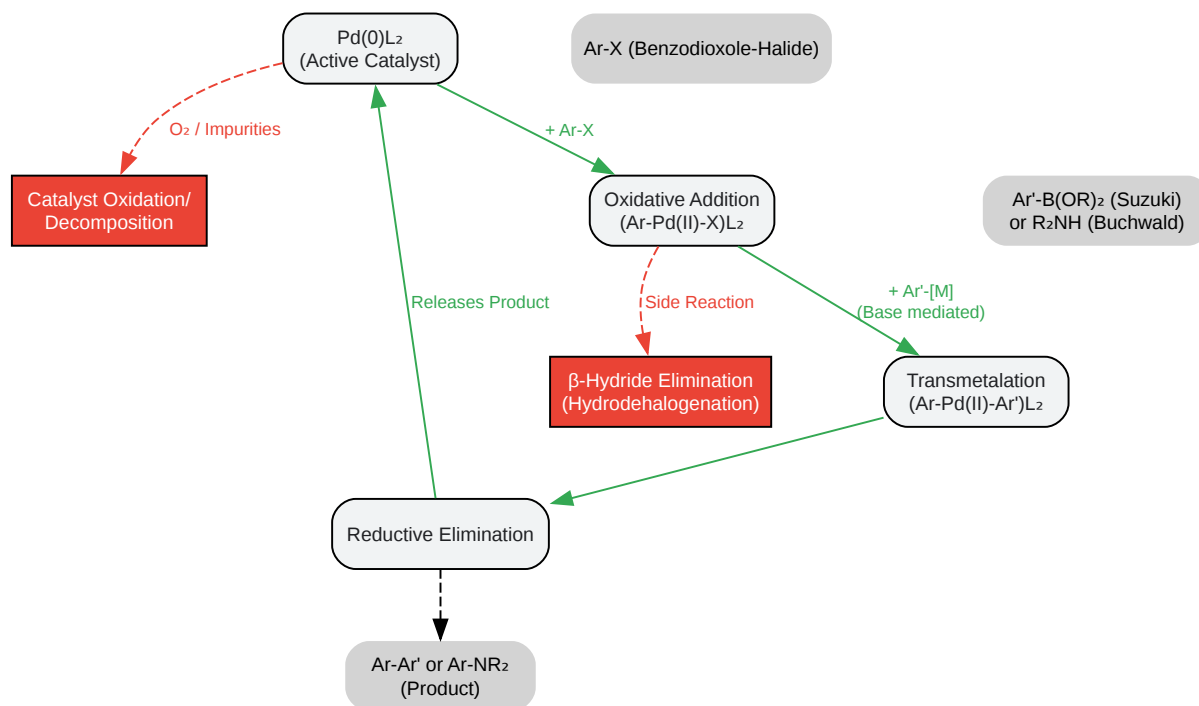 Pd(0)L₂
(Active Catalyst)
Ar-X (Benzodioxole-Halide)
O₂ / Impurities
+ Ar-X
Catalyst Oxidation/
Decomposition
Oxidative Addition
(Ar-Pd(II)-X)L₂
Ar'-B(OR)₂ (Suzuki)
or R₂NH (Buchwald)
Releases Product
Side Reaction
+ Ar'-[M]
(Base mediated)
β-Hydride Elimination
(Hydrodehalogenation)
Transmetalation
(Ar-Pd(II)-Ar')L₂
Reductive Elimination
Ar-Ar' or Ar-NR₂
(Product)